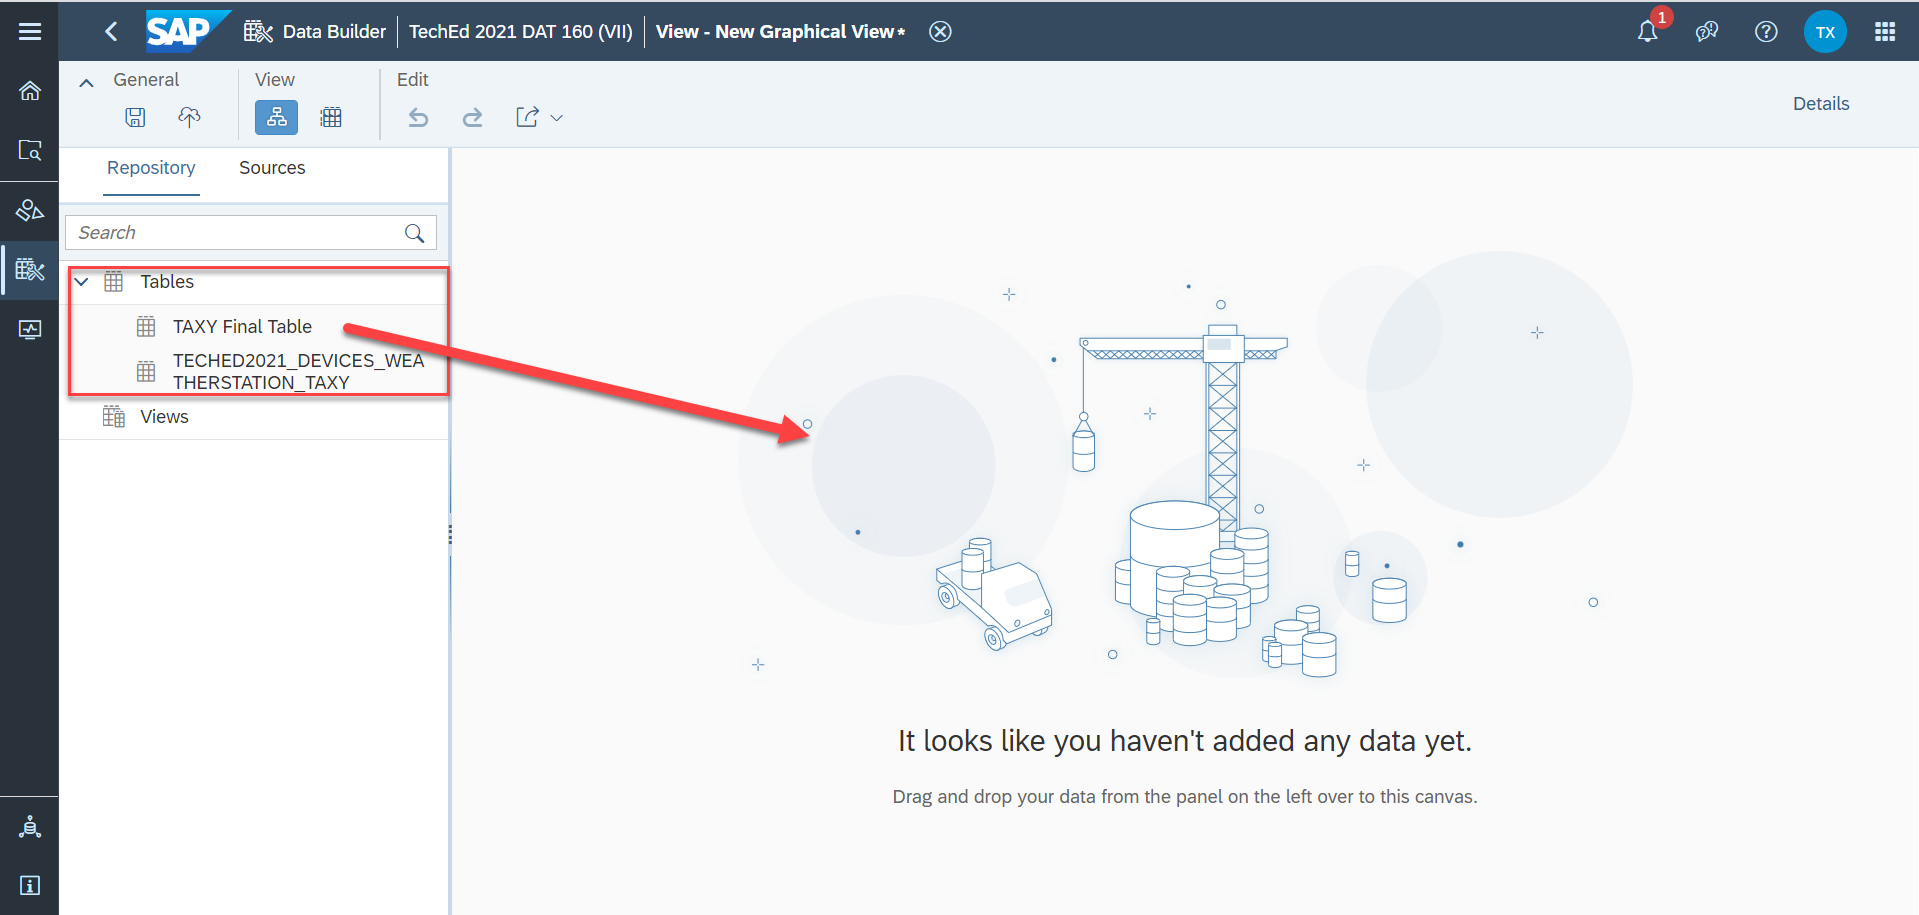 SAP Data Builder TechEd 2021 DAT 160 (VII) View - New Graphical View* 1 TX
General View Edit
Details
Repository Sources
Search
Tables
TAXY Final Table
TECHED2021_DEVICES_WEA
THERSTATION_TAXY
Views
It looks like you haven't added any data yet.
Drag and drop your data from the panel on the left over to this canvas.